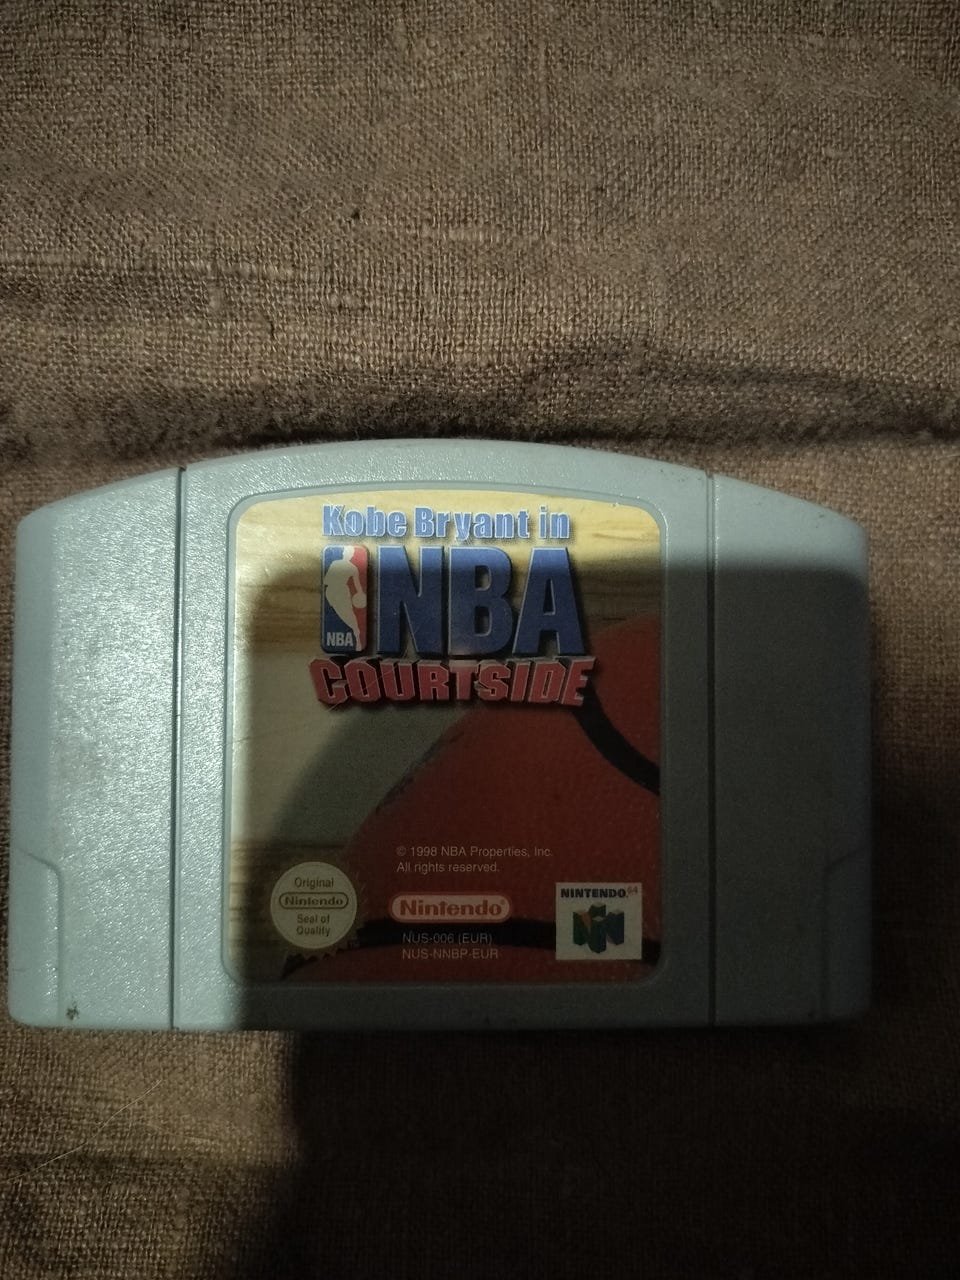 Kobe Bryant in
NBA
NBA
COURTSIDE
© 1998 NBA Properties, Inc.
All rights reserved.
Original
Nintendo
Seal of
Quality
Nintendo®
NUS-006 (EUR)
NUS-NNBP-EUR
NINTENDO64